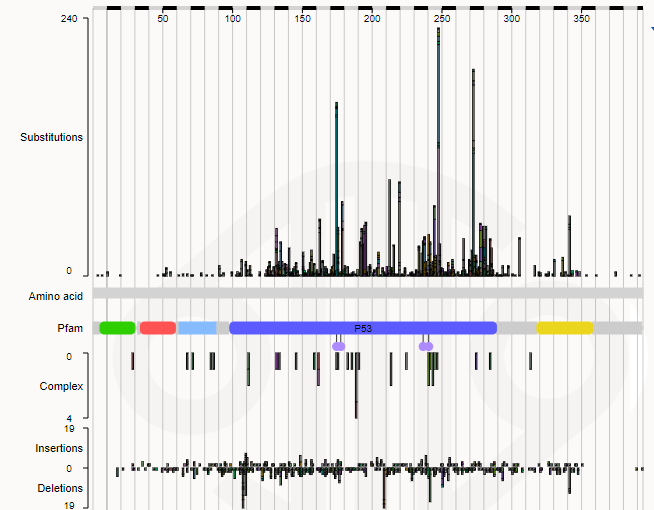 240
50 100 150 200 250 300 350
Substitutions
0
Amino acid
Pfam P53
0
Complex
4
19
Insertions
0
Deletions
19